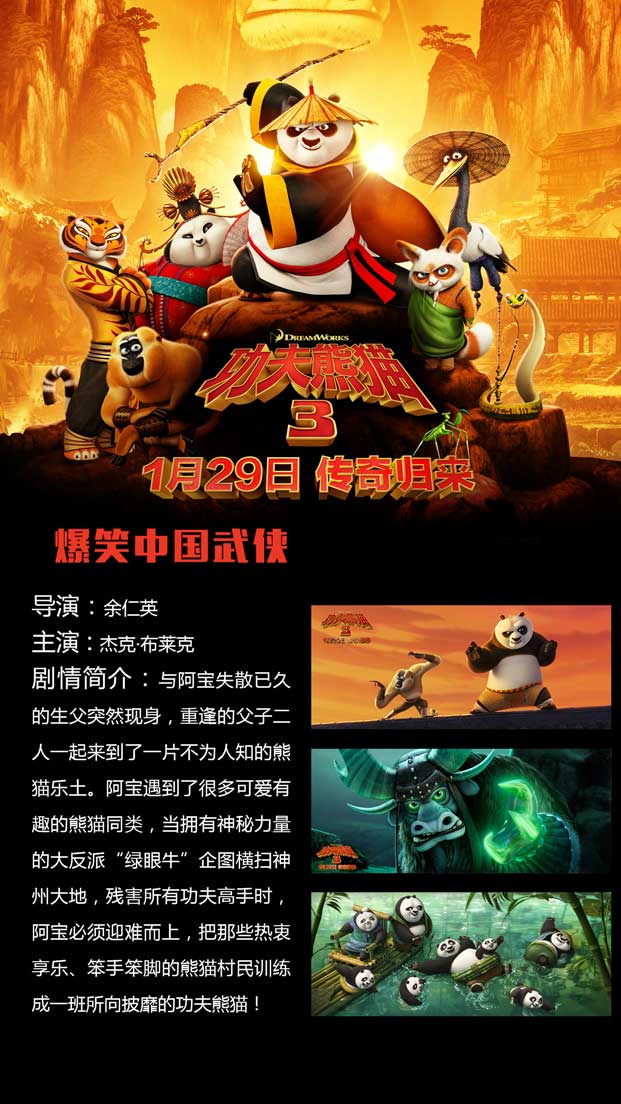 DREAMWORKS
功夫熊猫
3
1月29日 传奇归来
爆笑中国武侠
导演：余仁英
主演：杰克·布莱克
剧情简介：与阿宝失散已久
的生父突然现身，重逢的父子二
人一起来到了一片不为人知的熊
猫乐土。阿宝遇到了很多可爱有
趣的熊猫同类，当拥有神秘力量
的大反派“绿眼牛”企图横扫神
州大地，残害所有功夫高手时，
阿宝必须迎难而上，把那些热衷
享乐、笨手笨脚的熊猫村民训练
成一班所向披靡的功夫熊猫！
功夫熊猫
3
3